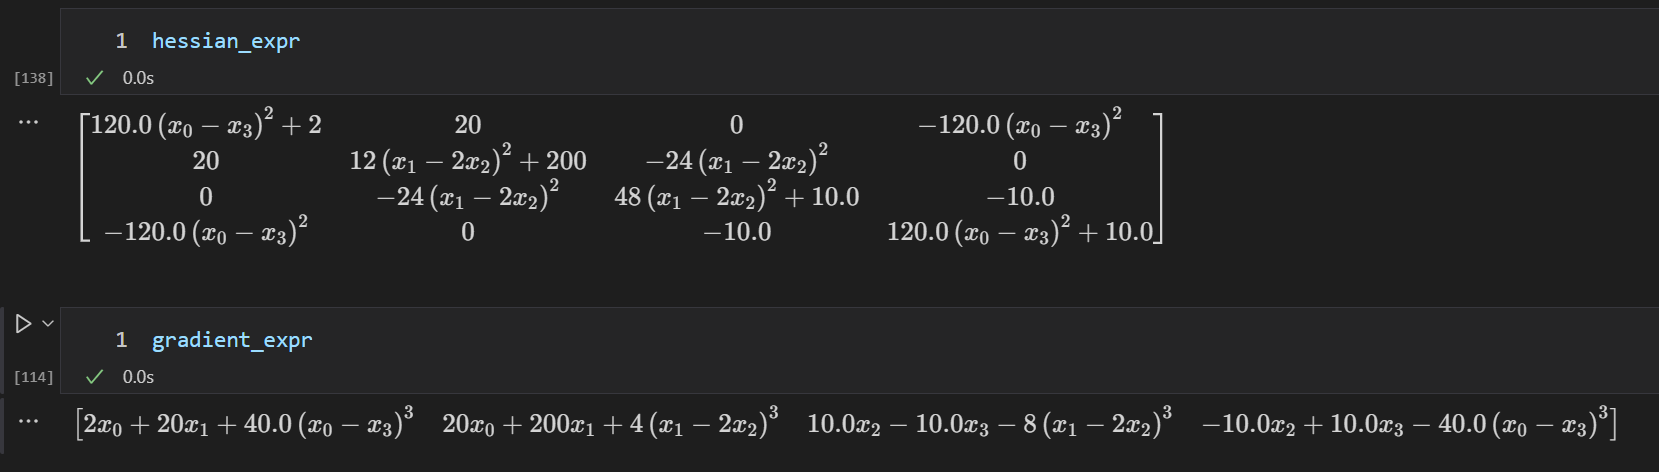 1 hessian_expr
[138] ✓ 0.0s
...
[120.0 (x₀ − x₃)² + 2 20 0 −120.0 (x₀ − x₃)²
20 12 (x₁ − 2x₂)² + 200 −24 (x₁ − 2x₂)² 0
0 −24 (x₁ − 2x₂)² 48 (x₁ − 2x₂)² + 10.0 −10.0
−120.0 (x₀ − x₃)² 0 −10.0 120.0 (x₀ − x₃)² + 10.0]
1 gradient_expr
[114] ✓ 0.0s
...
[2x₀ + 20x₁ + 40.0 (x₀ − x₃)³ 20x₀ + 200x₁ + 4 (x₁ − 2x₂)³ 10.0x₂ − 10.0x₃ − 8 (x₁ − 2x₂)³ −10.0x₂ + 10.0x₃ − 40.0 (x₀ − x₃)³]